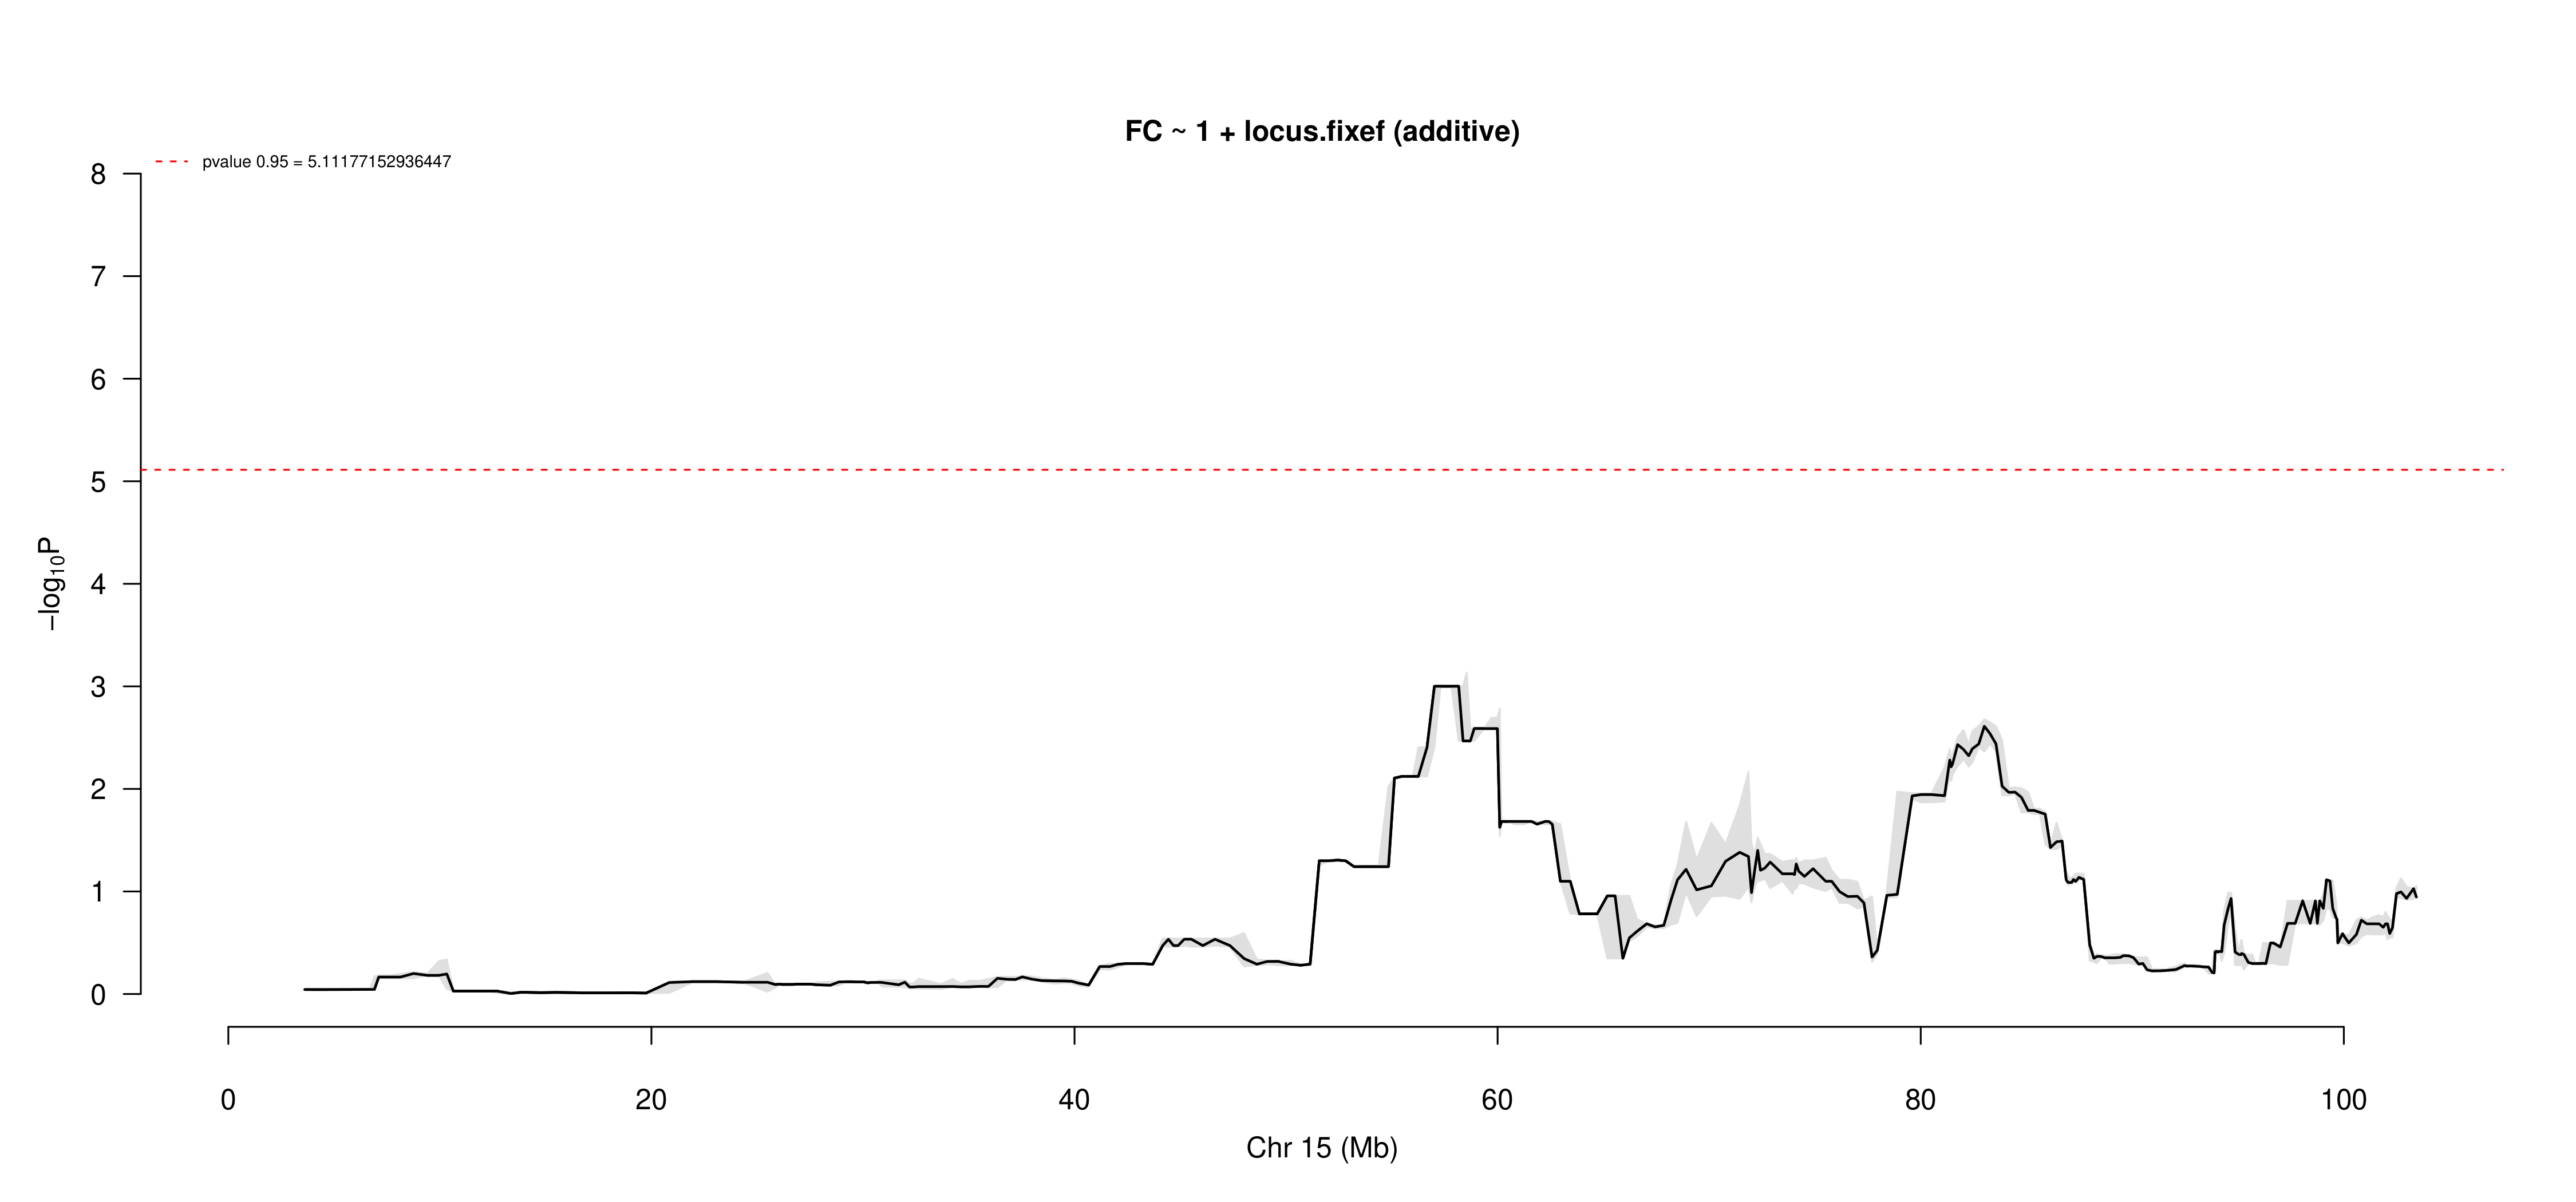 FC ~ 1 + locus.fixef (additive)
pvalue 0.95 = 5.11177152936447
8
7
6
5
4
3
2
1
0
−log10P
0 20 40 60 80 100
Chr 15 (Mb)